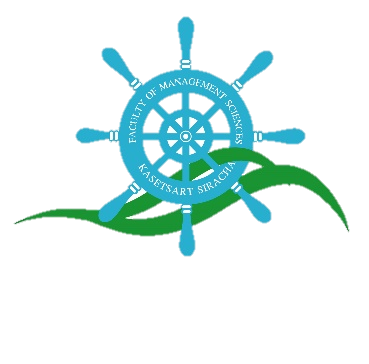 FACULTY OF MANAGEMENT SCIENCES
KASETSART SIRACHA